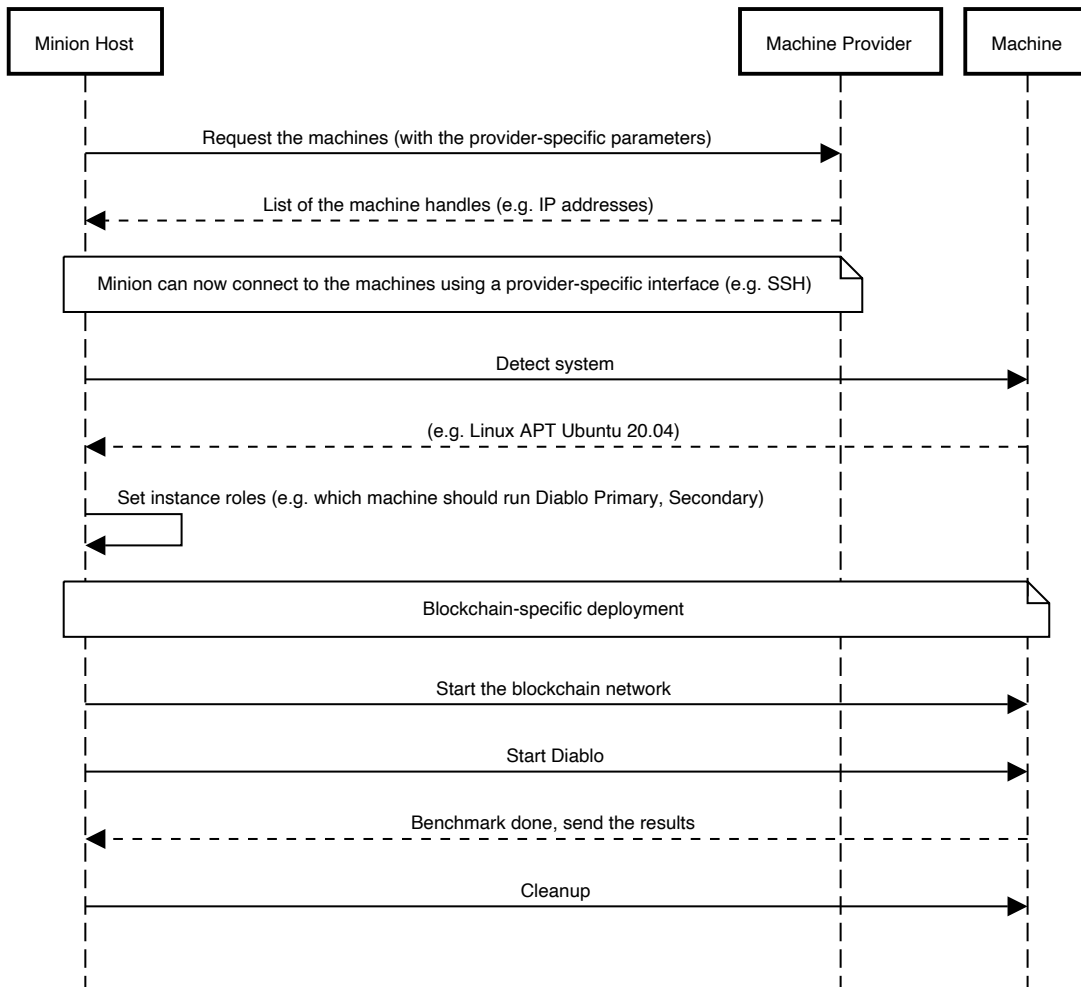 Minion Host
Machine Provider
Machine
Request the machines (with the provider-specific parameters)
List of the machine handles (e.g. IP addresses)
Minion can now connect to the machines using a provider-specific interface (e.g. SSH)
Detect system
(e.g. Linux APT Ubuntu 20.04)
Set instance roles (e.g. which machine should run Diablo Primary, Secondary)
Blockchain-specific deployment
Start the blockchain network
Start Diablo
Benchmark done, send the results
Cleanup